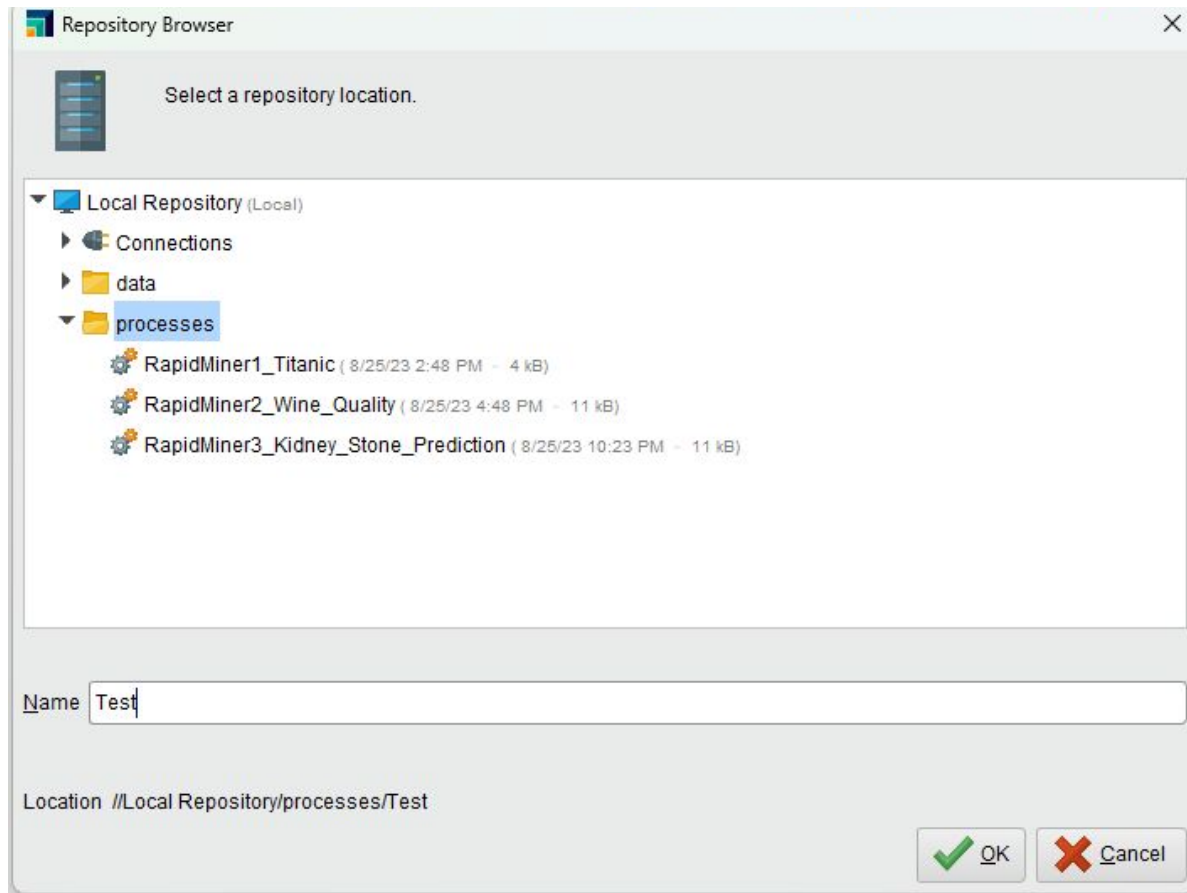 Repository Browser
Select a repository location.
Local Repository (Local)
Connections
data
processes
RapidMiner1_Titanic ( 8/25/23 2:48 PM - 4 kB)
RapidMiner2_Wine_Quality ( 8/25/23 4:48 PM - 11 kB)
RapidMiner3_Kidney_Stone_Prediction ( 8/25/23 10:23 PM - 11 kB)
Name Test
Location //Local Repository/processes/Test
OK Cancel